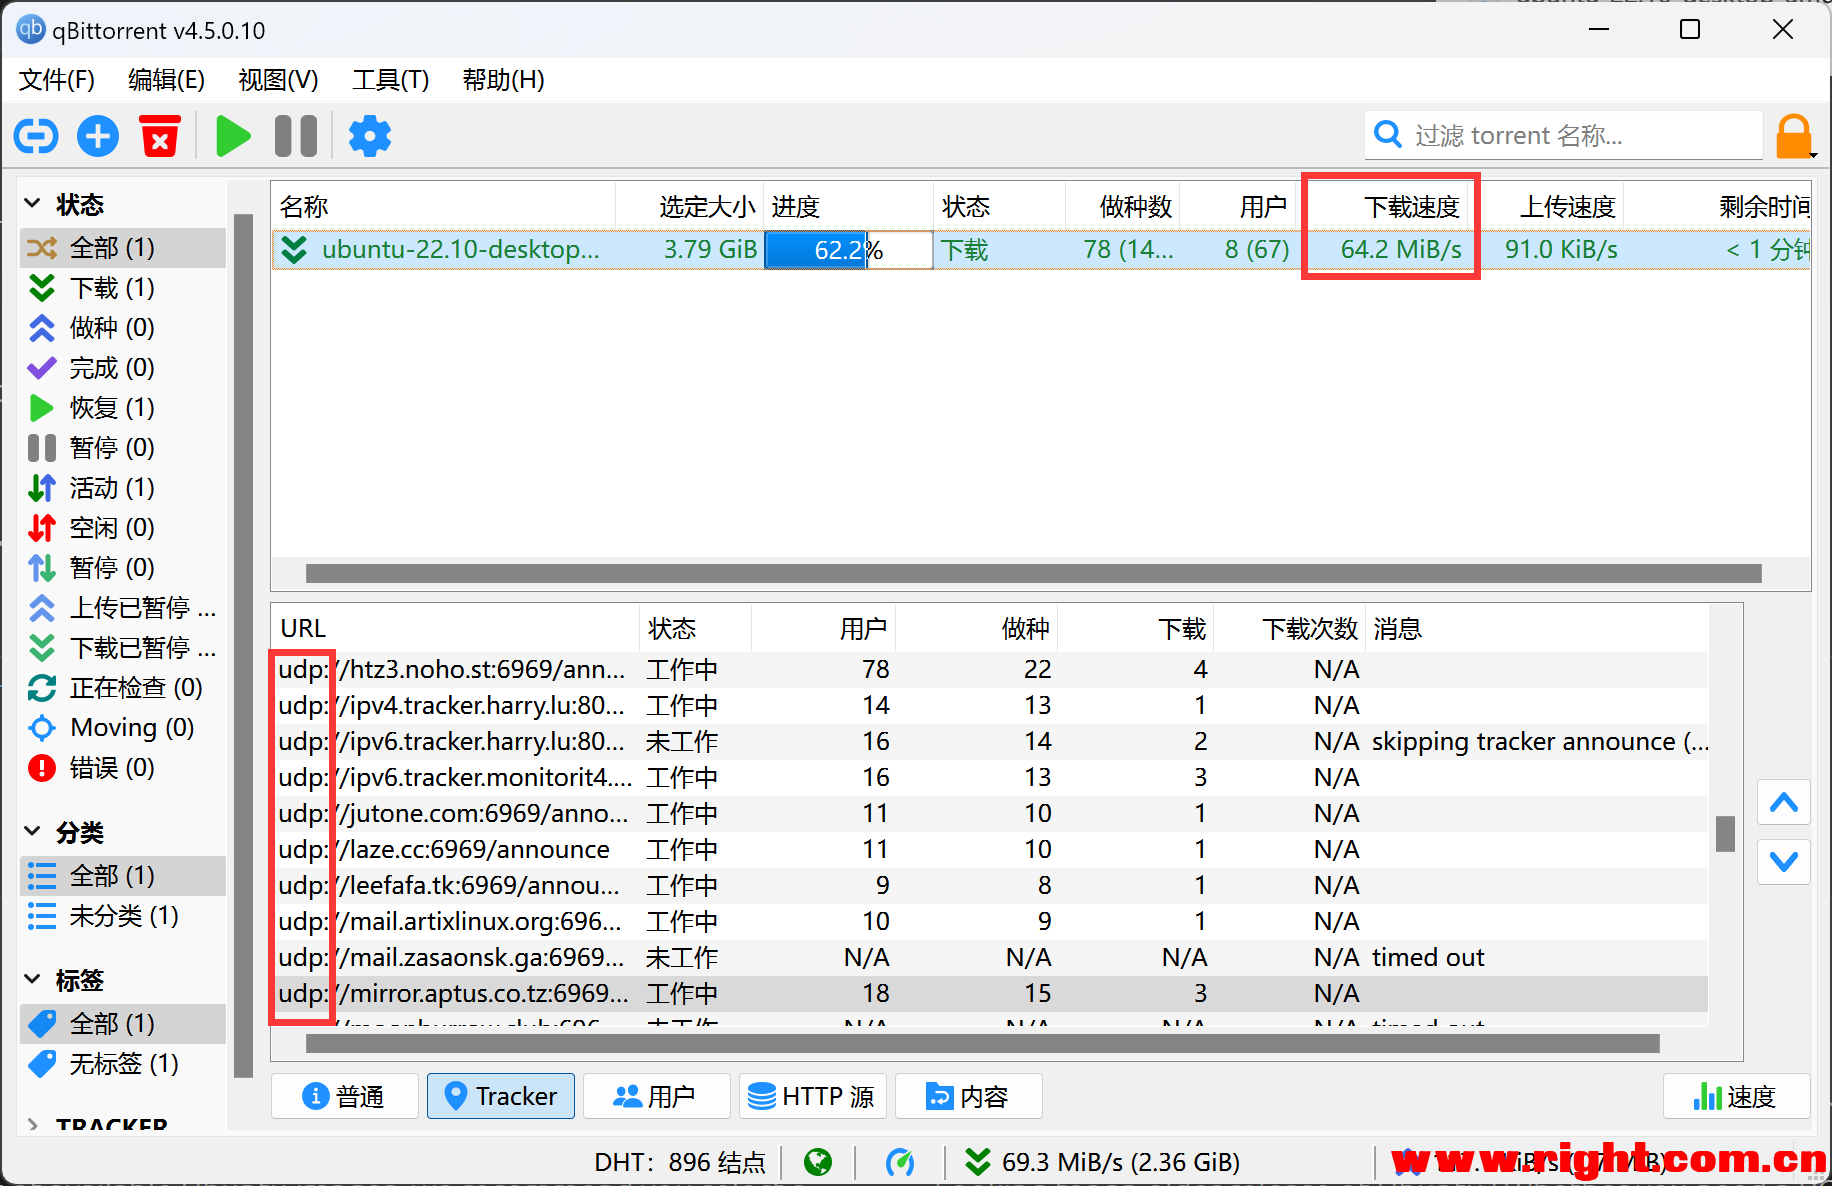 qBittorrent v4.5.0.10
文件(F) 编辑(E) 视图(V) 工具(T) 帮助(H)
过滤 torrent 名称...
状态
全部 (1)
下载 (1)
做种 (0)
完成 (0)
恢复 (1)
暂停 (0)
活动 (1)
空闲 (0)
暂停 (0)
上传已暂停 ...
下载已暂停 ...
正在检查 (0)
Moving (0)
错误 (0)
分类
全部 (1)
未分类 (1)
标签
全部 (1)
无标签 (1)
TRACKER
名称 选定大小 进度 状态 做种数 用户 下载速度 上传速度 剩余时间
ubuntu-22.10-desktop... 3.79 GiB 62.2% 下载 78 (14... 8 (67) 64.2 MiB/s 91.0 KiB/s < 1 分钟
URL 状态 用户 做种 下载 下载次数 消息
udp://htz3.noho.st:6969/ann... 工作中 78 22 4 N/A
udp://ipv4.tracker.harry.lu:80... 工作中 14 13 1 N/A
udp://ipv6.tracker.harry.lu:80... 未工作 16 14 2 N/A skipping tracker announce (...
udp://ipv6.tracker.monitorit4.... 工作中 16 13 3 N/A
udp://jutone.com:6969/anno... 工作中 11 10 1 N/A
udp://laze.cc:6969/announce 工作中 11 10 1 N/A
udp://leefafa.tk:6969/annou... 工作中 9 8 1 N/A
udp://mail.artixlinux.org:696... 工作中 10 9 1 N/A
udp://mail.zasaonsk.ga:6969... 未工作 N/A N/A N/A N/A timed out
udp://mirror.aptus.co.tz:6969... 工作中 18 15 3 N/A
普通 Tracker 用户 HTTP 源 内容 速度
DHT: 896 结点 69.3 MiB/s (2.36 GiB)
www.right.com.cn